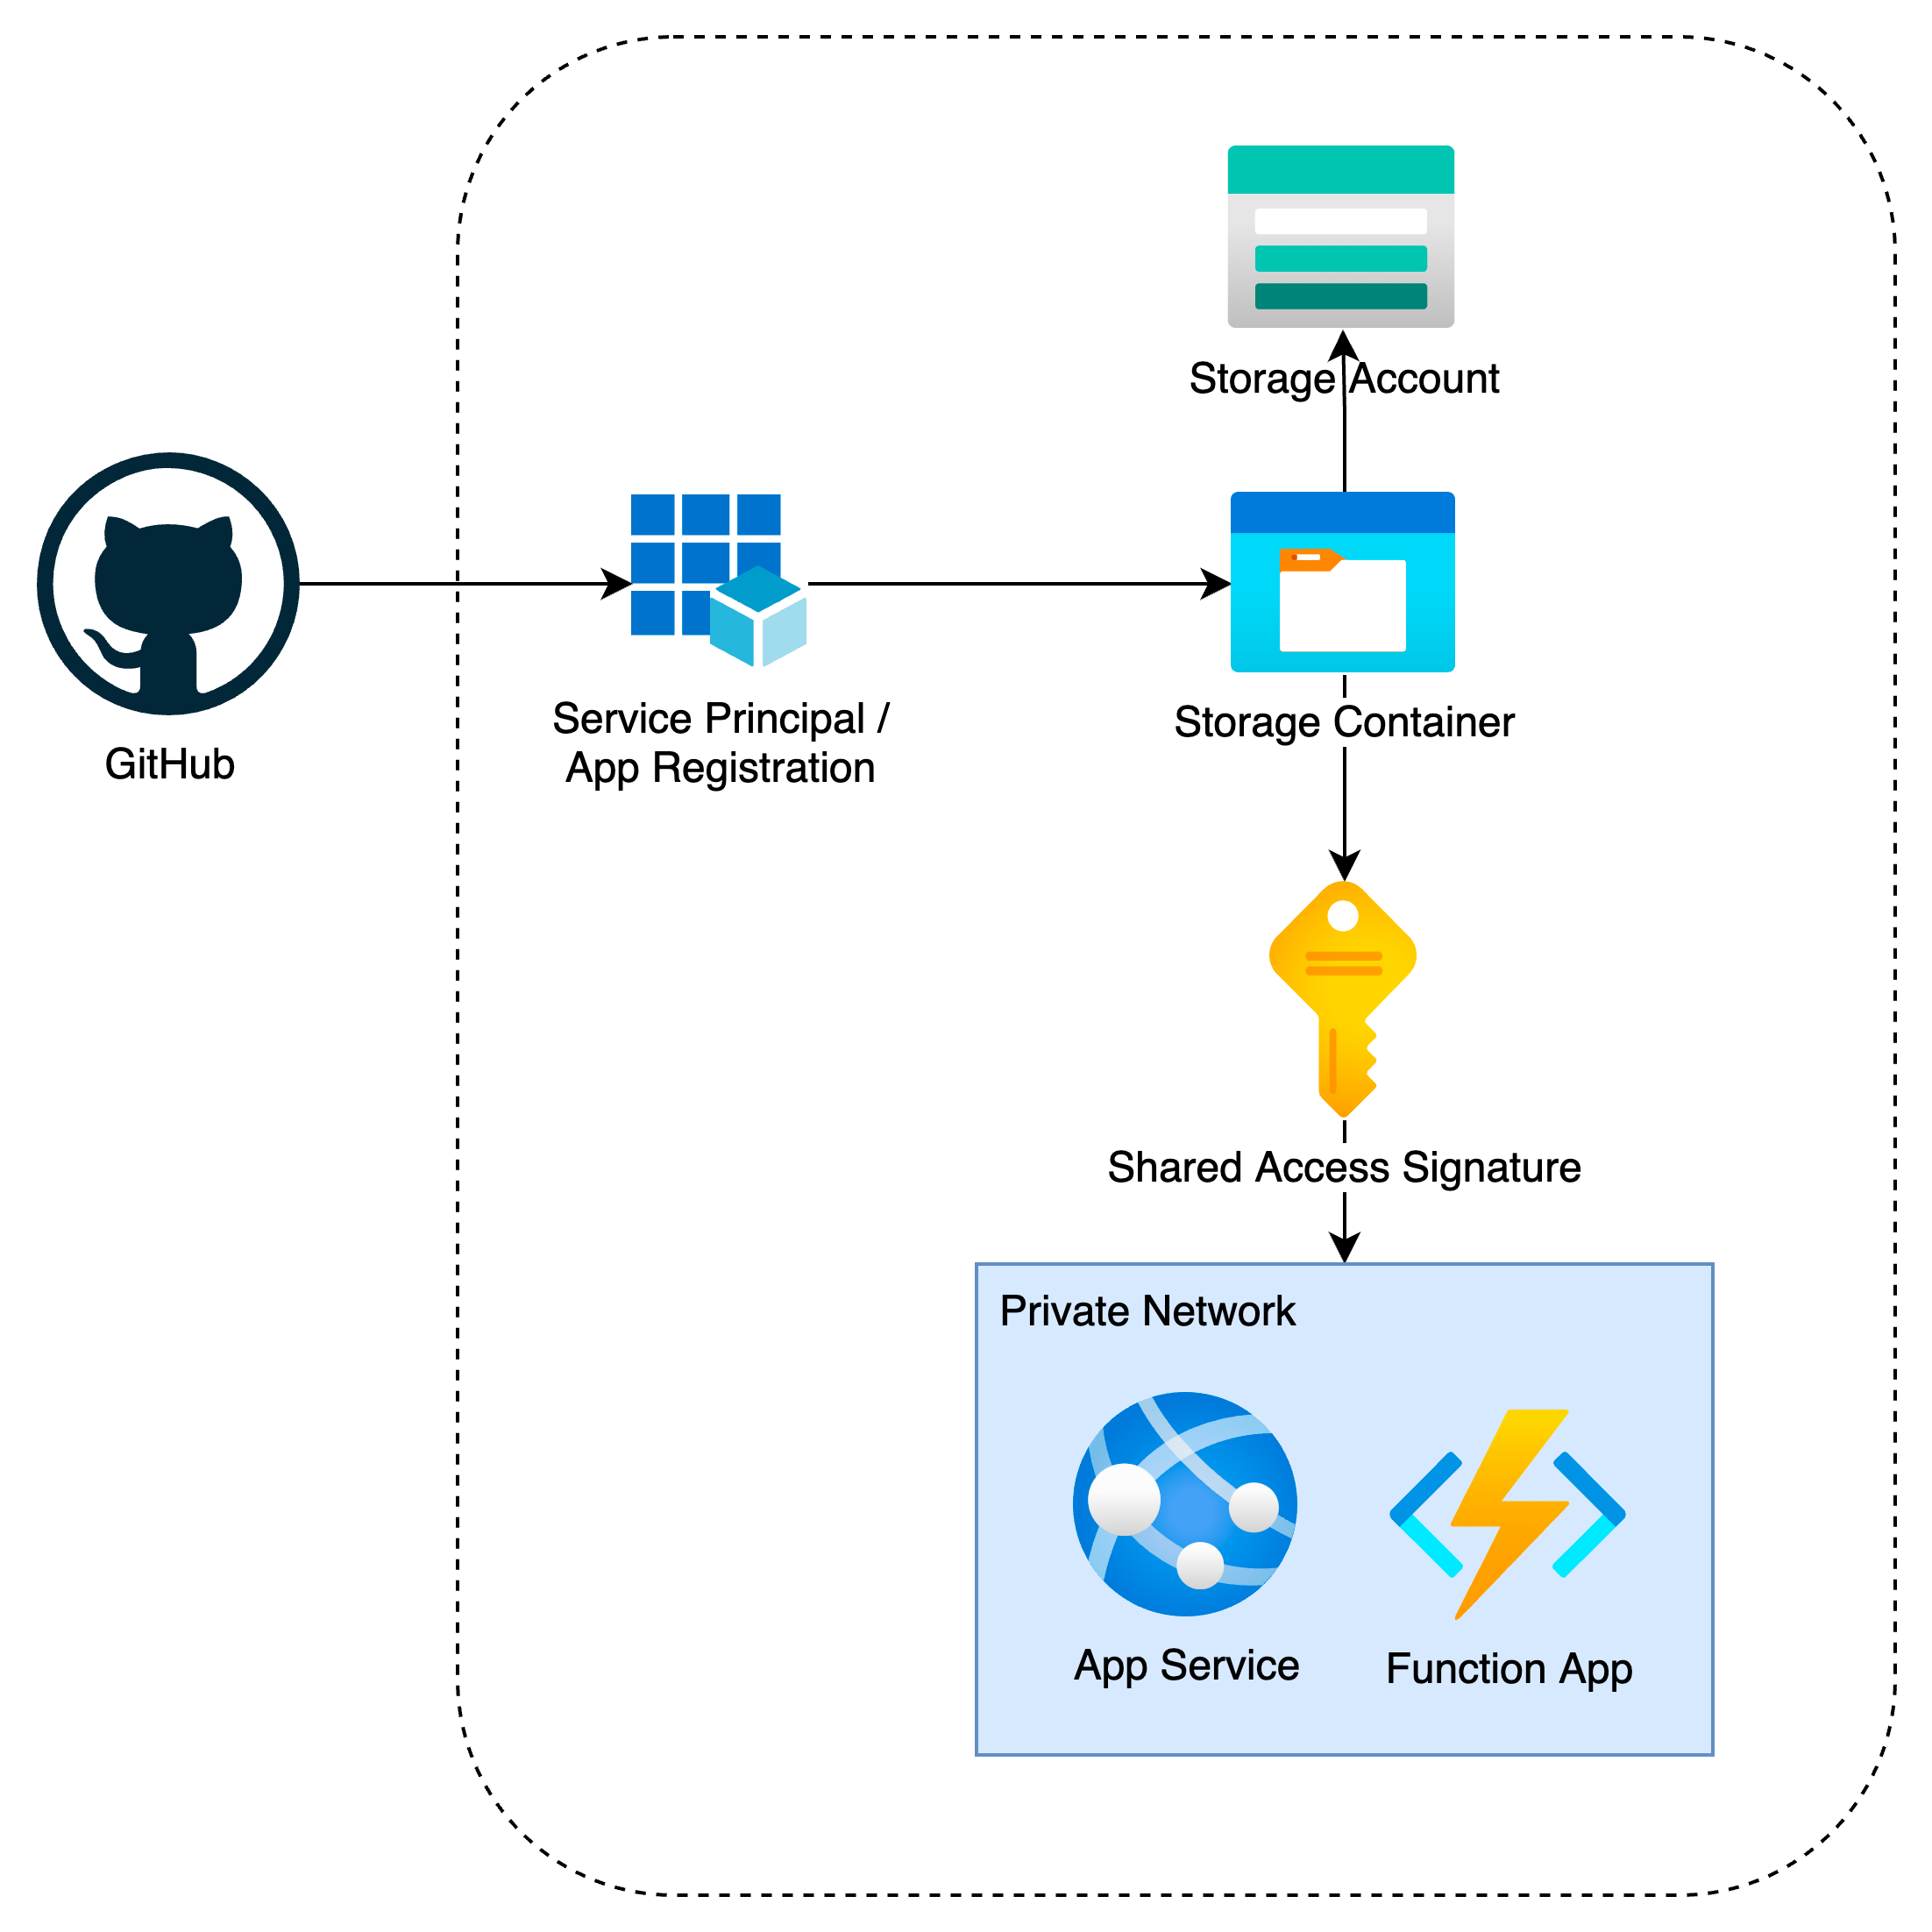 Storage Account
GitHub
Service Principal /
App Registration
Storage Container
Shared Access Signature
Private Network
App Service
Function App